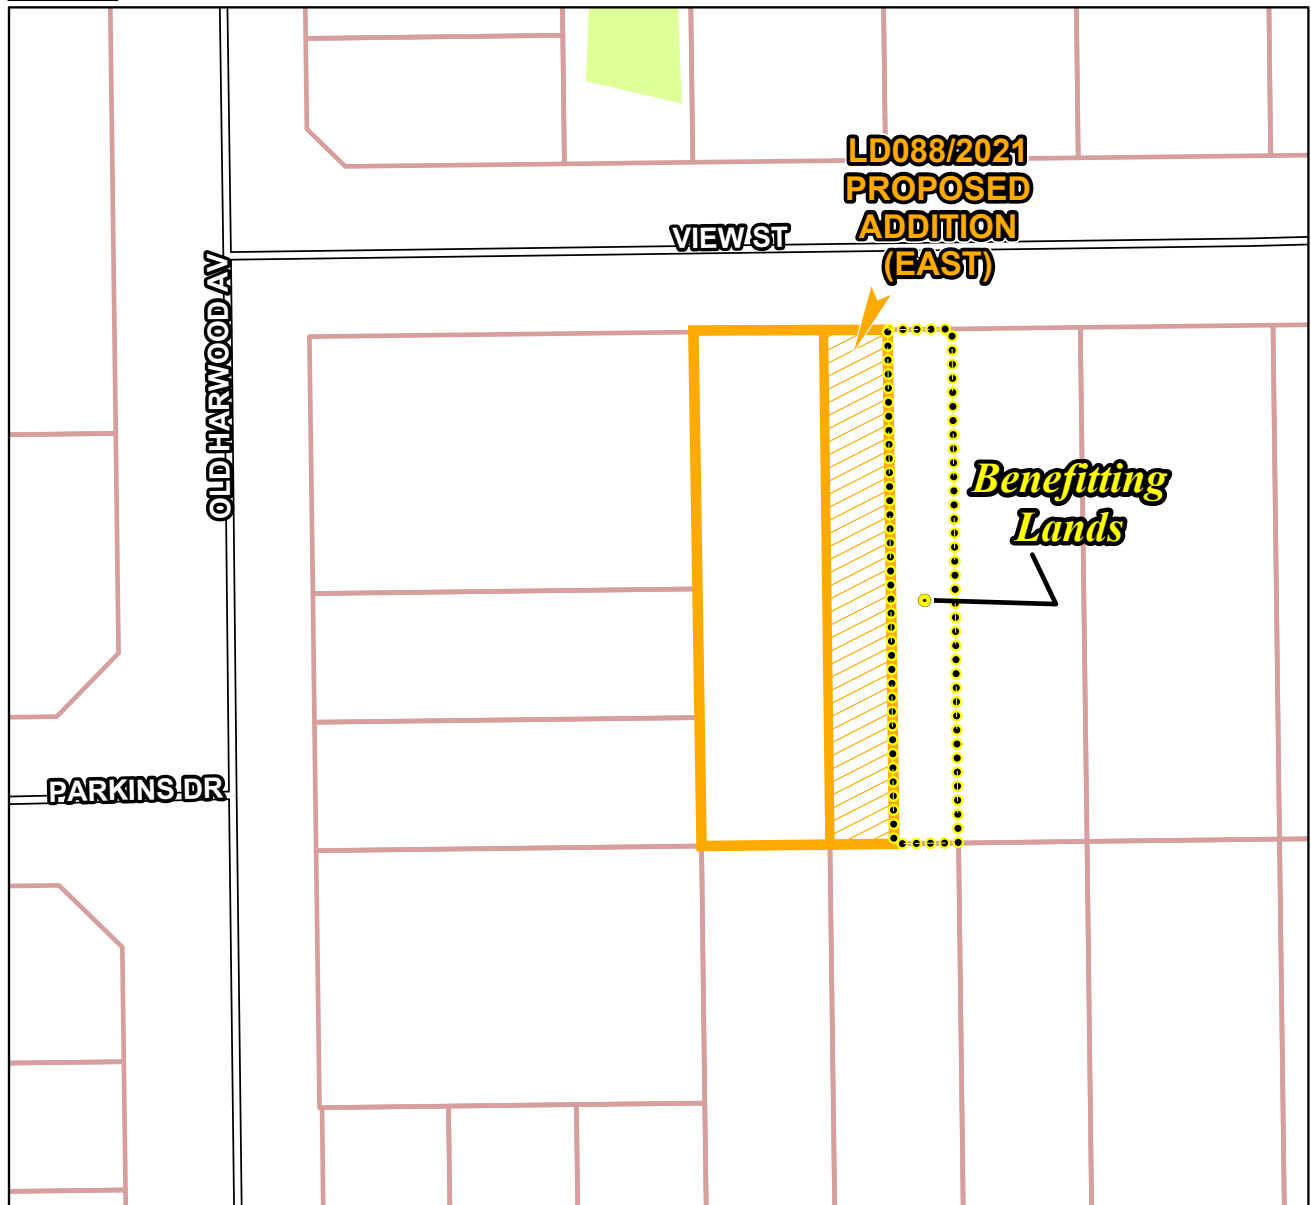 LD088/2021
PROPOSED
ADDITION
(EAST)
VIEW ST
OLD HARWOOD AV
Benefitting
Lands
PARKINS DR